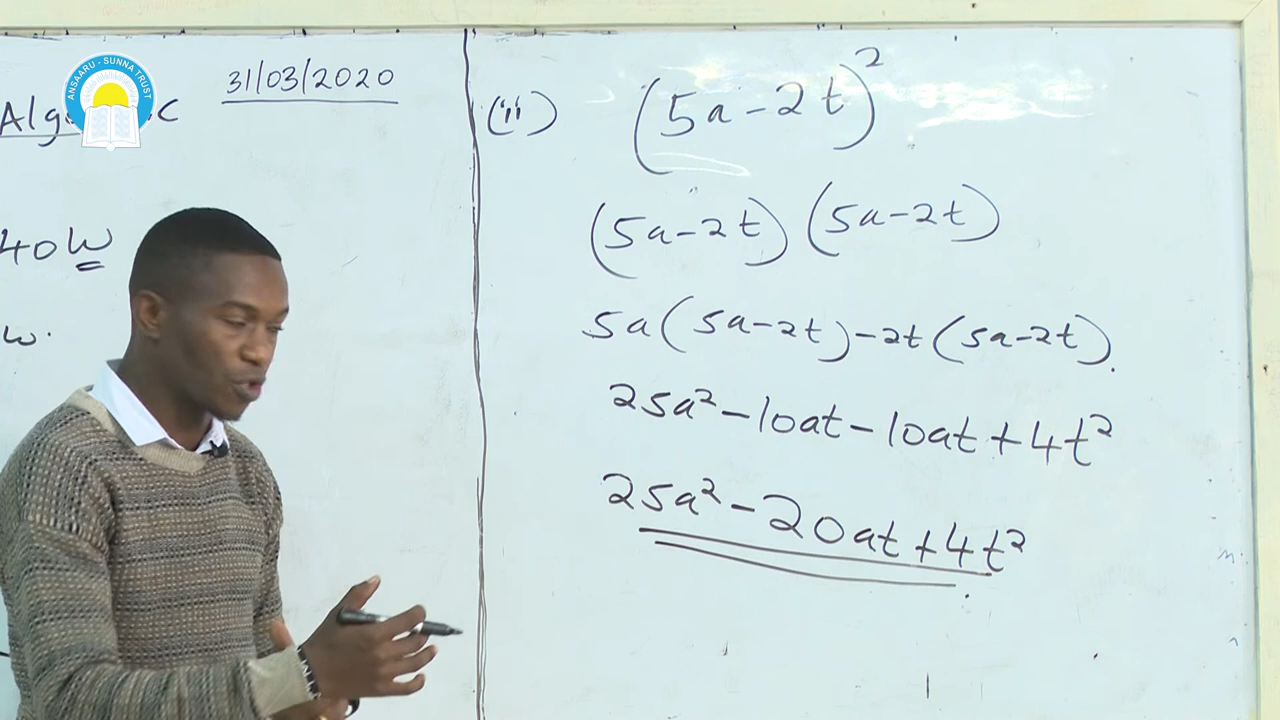 ANSAARU - SUNNA TRUST
31/03/2020
40W
w.
(ii) (5a-2t)²
(5a-2t)(5a-2t)
5a(5a-2t)-2t(5a-2t).
25a²-10at-10at+4t²
25a²-20at+4t²